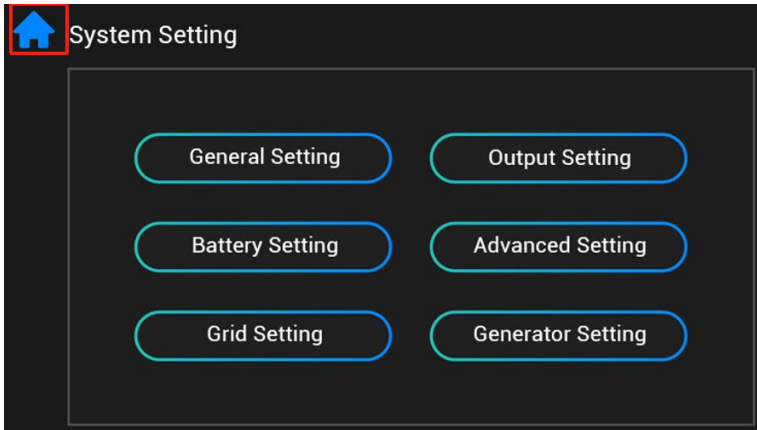 System Setting
General Setting
Output Setting
Battery Setting
Advanced Setting
Grid Setting
Generator Setting